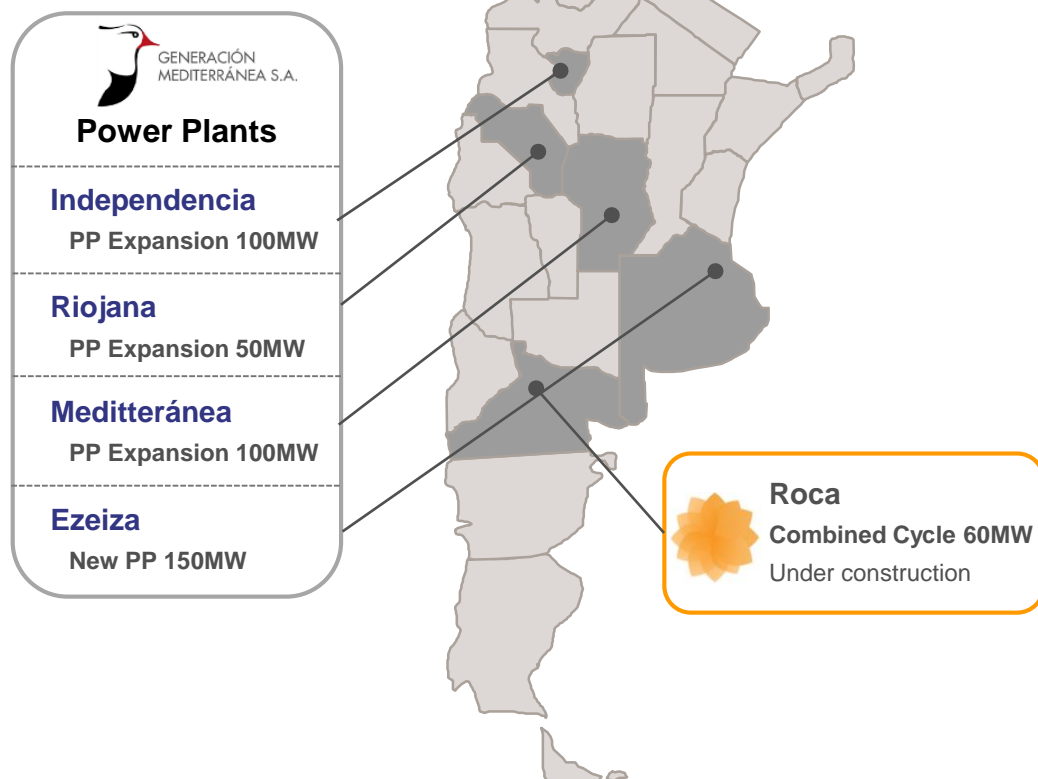 GENERACIÓN
MEDITERRÁNEA S.A.
Power Plants
Independencia
PP Expansion 100MW
Riojana
PP Expansion 50MW
Meditteránea
PP Expansion 100MW
Ezeiza
New PP 150MW
Roca
Combined Cycle 60MW
Under construction